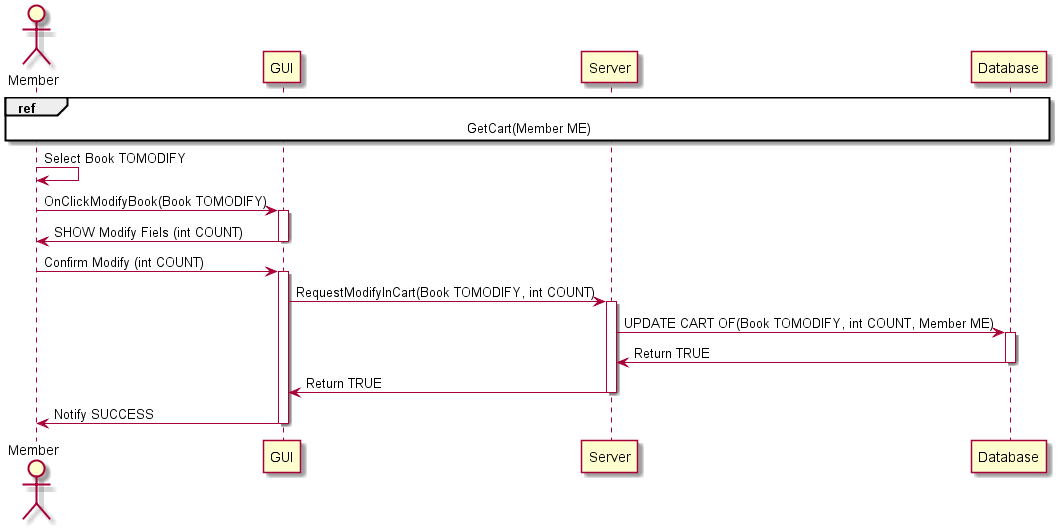 Member
GUI
Server
Database
ref
GetCart(Member ME)
Select Book TOMODIFY
OnClickModifyBook(Book TOMODIFY)
SHOW Modify Fiels (int COUNT)
Confirm Modify (int COUNT)
RequestModifyInCart(Book TOMODIFY, int COUNT)
UPDATE CART OF(Book TOMODIFY, int COUNT, Member ME)
Return TRUE
Return TRUE
Notify SUCCESS
Member
GUI
Server
Database